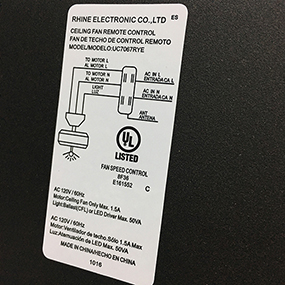 RHINE ELECTRONIC CO.,LTD ES
CEILING FAN REMOTE CONTROL
FAN DE TECHO DE CONTROL REMOTO
MODEL/MODELO:UC7067RYE
TO MOTOR L
AL MOTOR L
TO MOTOR N
AL MOTOR N
LIGHT
LUZ
AC IN L
ENTRADA CA L
AC IN N
ENTRADA CA N
ANT
ANTENA
UL
LISTED
FAN SPEED CONTROL
8F36
E161552 C
AC 120V / 60Hz
Motor:Ceiling Fan Only Max. 1.5A
Light:Ballast(CFL) or LED Driver Max. 50VA
AC 120V / 60Hz
Motor:Ventilador de techo.Sólo 1.5A.Max
Luz:Atenuación de LED Max. 50VA
MADE IN CHINA/HECHO EN CHINA
1016